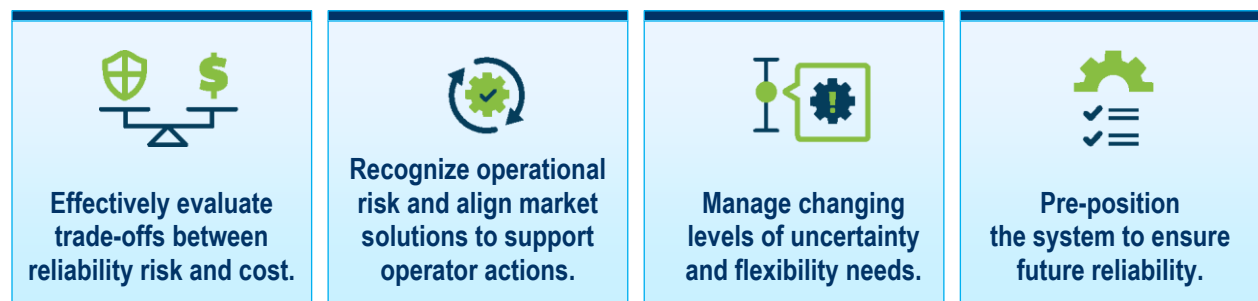 Effectively evaluate
trade-offs between
reliability risk and cost.
Recognize operational
risk and align market
solutions to support
operator actions.
Manage changing
levels of uncertainty
and flexibility needs.
Pre-position
the system to ensure
future reliability.